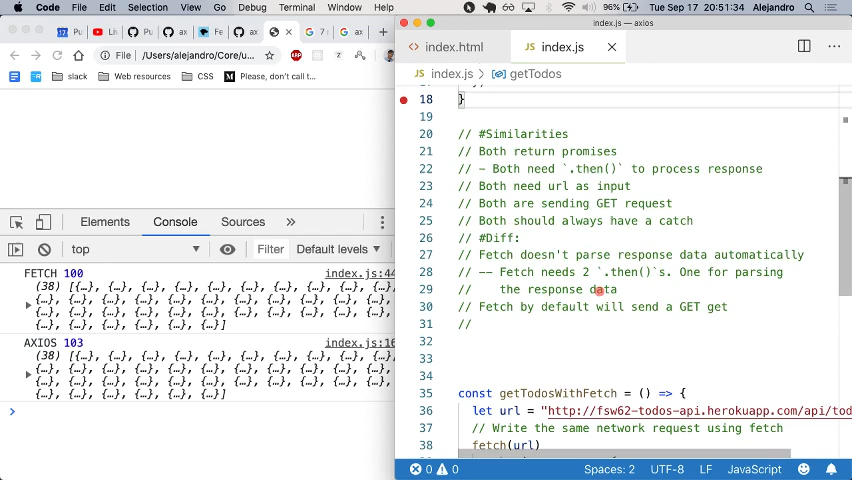 Code File Edit Selection View Go Debug Terminal Window Help 96% Tue Sep 17 20:51:34 Alejandro
index.js — axios
Pu Li Pu ax Fe 7 ax
File /Users/alejandro/Core/u
slack Web resources CSS Please, don't call t...
index.html index.js
index.js > getTodos
Elements Console Sources
top Filter Default levels
FETCH 100 index.js:44
(38) [{…}, {…}, {…}, {…}, {…}, {…}, {…},
{…}, {…}, {…}, {…}, {…}, {…}, {…}, {…},
{…}, {…}, {…}, {…}, {…}, {…}, {…}, {…},
{…}, {…}, {…}, {…}, {…}, {…}, {…}, {…},
AXIOS 103 index.js:16
(38) [{…}, {…}, {…}, {…}, {…}, {…}, {…},
{…}, {…}, {…}, {…}, {…}, {…}, {…}, {…},
{…}, {…}, {…}, {…}, {…}, {…}, {…}, {…},
{…}, {…}, {…}, {…}, {…}, {…}, {…}, {…}]
18 }
19
20 // #Similarities
21 // Both return promises
22 // - Both need `.then()` to process response
23 // Both need url as input
24 // Both are sending GET request
25 // Both should always have a catch
26 // #Diff:
27 // Fetch doesn't parse response data automatically
28 // -- Fetch needs 2 `.then()`s. One for parsing
29 // the response data
30 // Fetch by default will send a GET get
31 //
32
33
34
35 const getTodosWithFetch = () => {
36 let url = "http://fsw62-todos-api.herokuapp.com/api/tod
37 // Write the same network request using fetch
38 fetch(url)
0 0 Spaces: 2 UTF-8 LF JavaScript